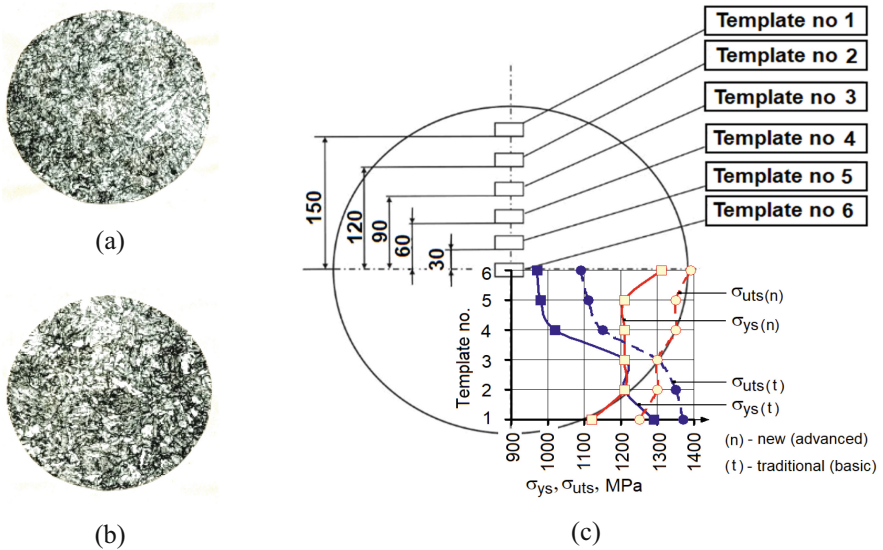 Template no 1
Template no 2
Template no 3
Template no 4
Template no 5
Template no 6
150
120
90
60
30
(a)
(b)
Template no.
6
5
4
3
2
1
900
1000
1100
1200
1300
1400
σys, σuts, MPa
σuts(n)
σys(n)
σuts(t)
σys(t)
(n) - new (advanced)
(t) - traditional (basic)
(c)